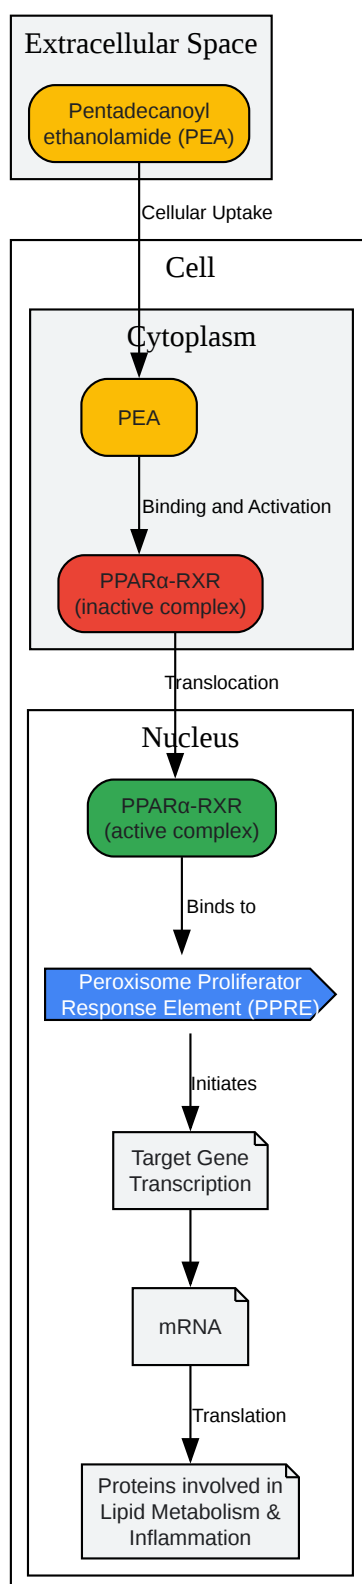 Extracellular Space
Pentadecanoyl
ethanolamide (PEA)
Cellular Uptake
Cell
Cytoplasm
PEA
Binding and Activation
PPARα-RXR
(inactive complex)
Translocation
Nucleus
PPARα-RXR
(active complex)
Binds to
Peroxisome Proliferator
Response Element (PPRE)
Initiates
Target Gene
Transcription
mRNA
Translation
Proteins involved in
Lipid Metabolism &
Inflammation